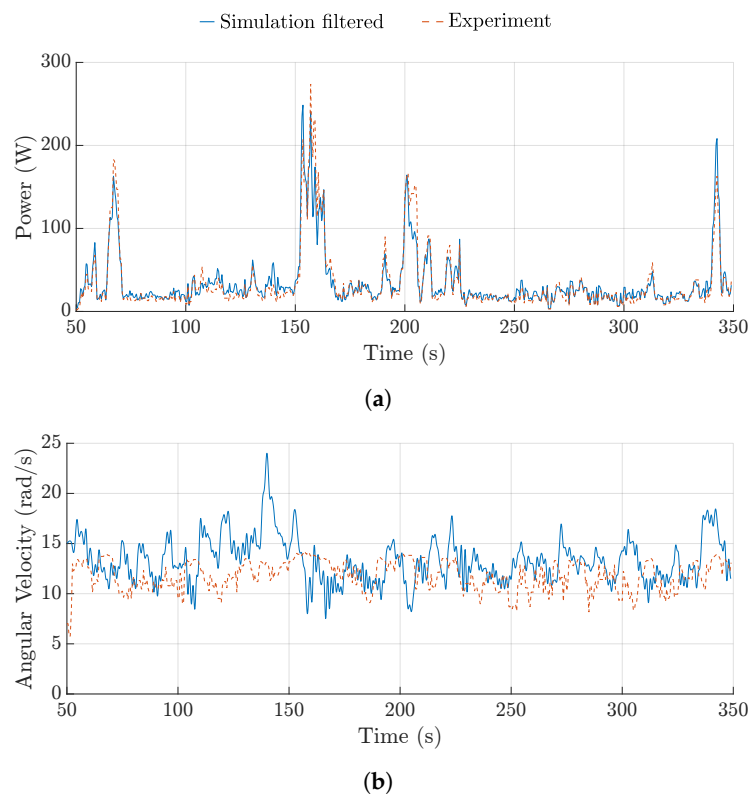 Simulation filtered Experiment
300
200
100
0
Power (W)
50 100 150 200 250 300 350
Time (s)
(a)
25
20
15
10
5
0
Angular Velocity (rad/s)
50 100 150 200 250 300 350
Time (s)
(b)